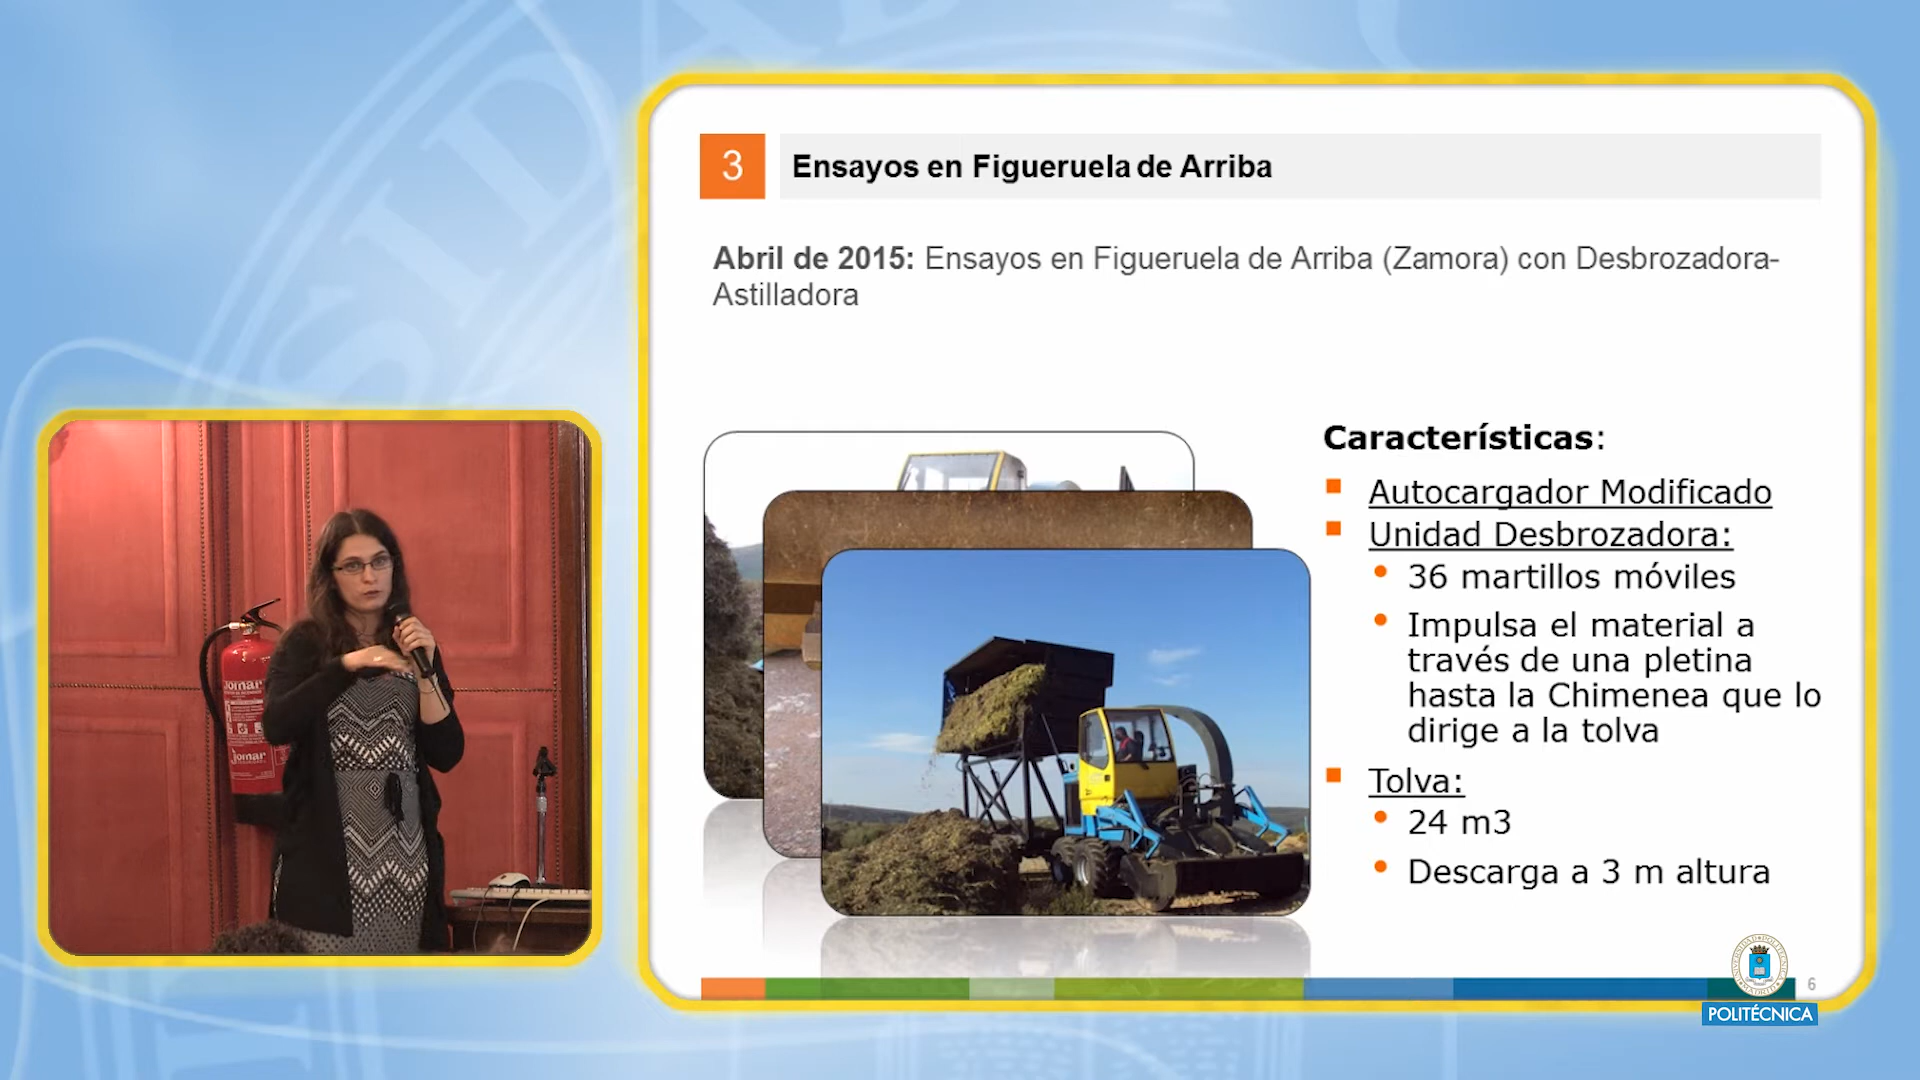 3 Ensayos en Figueruela de Arriba
Abril de 2015: Ensayos en Figueruela de Arriba (Zamora) con Desbrozadora-
Astilladora
Características:
Autocargador Modificado
Unidad Desbrozadora:
36 martillos móviles
Impulsa el material a
través de una pletina
hasta la Chimenea que lo
dirige a la tolva
Tolva:
24 m3
Descarga a 3 m altura
6
POLITÉCNICA
jomar
jomar